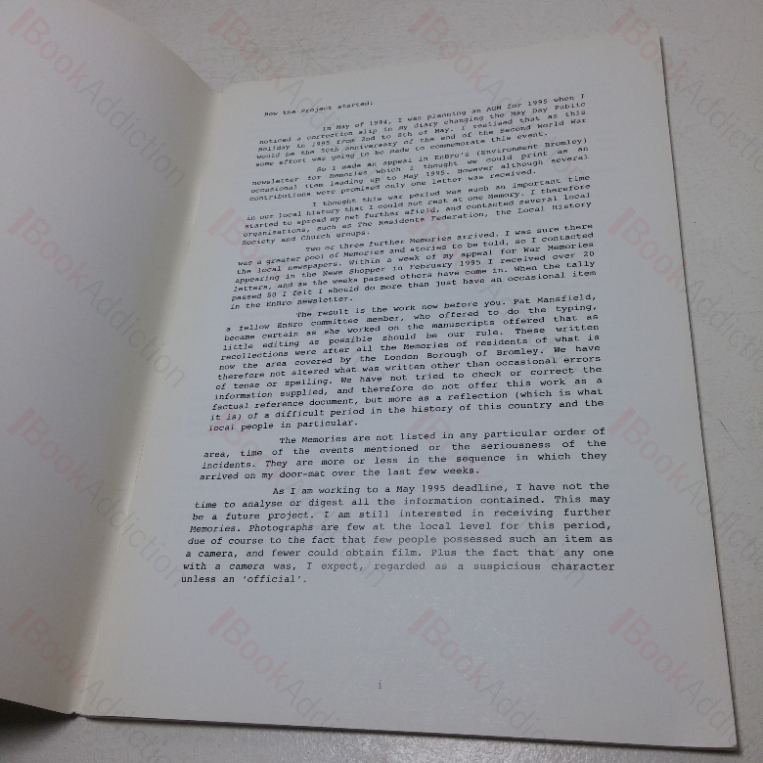 How the Project started:
In May of 1994, I was planning an AGM for 1995 when I
noticed a correction slip in my diary changing the May Day Public
Holiday in 1995 from 2nd to 8th of May. I realised that as this
would be the 50th anniversary of the end of the Second World War
some effort was going to be made to commemorate this event.
So I made an appeal in EnBro's (Environment Bromley)
newsletter for Memories which I thought we could print as an
occasional item leading up to May 1995. However although several
contributions were promised only one letter was received.
I thought this war period was such an important time
in our local history that I could not rest at one Memory. I therefore
started to spread my net further afield, and contacted several local
organisations, such as The Residents Federation, the Local History
Society and Church groups.
Two or three further Memories arrived. I was sure there
was a greater pool of Memories and stories to be told, so I contacted
the local newspapers. Within a week of my appeal for War Memories
appearing in the News Shopper in February 1995 I received over 20
letters, and as the weeks passed others have come in. When the tally
passed 50 I felt I should do more than just have an occasional item
in the EnBro newsletter.
The result is the work now before you. Pat Mansfield,
a fellow EnBro committee member, who offered to do the typing,
became certain as she worked on the manuscripts offered that as
little editing as possible should be our rule. These written
recollections were after all the Memories of residents of what is
now the area covered by the London Borough of Bromley. We have
therefore not altered what was written other than occasional errors
of tense or spelling. We have not tried to check or correct the
information supplied, and therefore do not offer this work as a
factual reference document, but more as a reflection (which is what
it is) of a difficult period in the history of this country and the
local people in particular.
The Memories are not listed in any particular order of
area, time of the events mentioned or the seriousness of the
incidents. They are more or less in the sequence in which they
arrived on my door-mat over the last few weeks.
As I am working to a May 1995 deadline, I have not the
time to analyse or digest all the information contained. This may
be a future project. I am still interested in receiving further
Memories. Photographs are few at the local level for this period,
due of course to the fact that few people possessed such an item as
a camera, and fewer could obtain film. Plus the fact that any one
with a camera was, I expect, regarded as a suspicious character
unless an 'official'.
i
BookAddiction